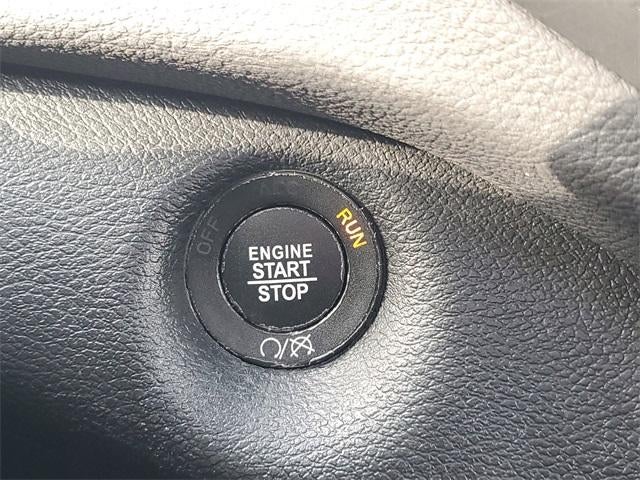 OFF
ACC
RUN
ENGINE
START
STOP